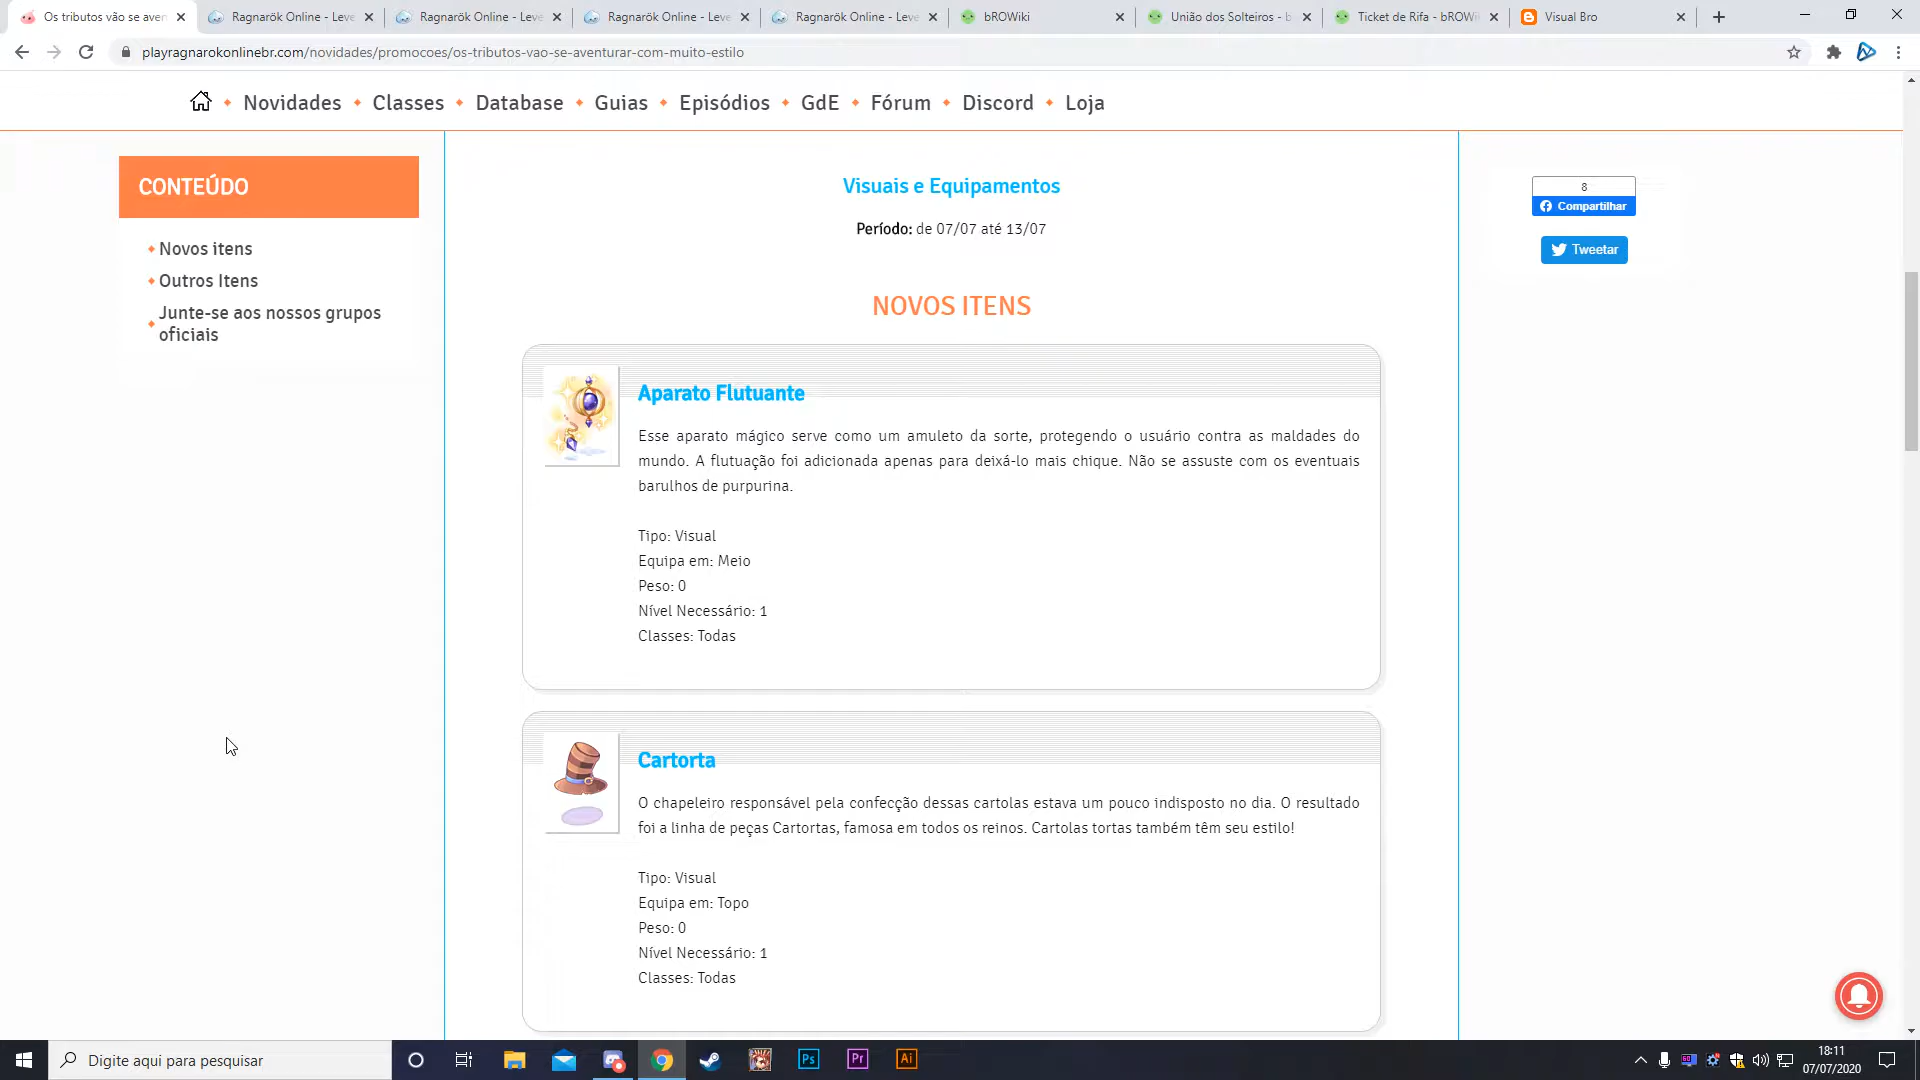 Os tributos vão se aven
Ragnarök Online - Leve
Ragnarök Online - Leve
Ragnarök Online - Leve
Ragnarök Online - Leve
bROWiki
União dos Solteiros - b
Ticket de Rifa - bROWi
Visual Bro
playragnarokonlinebr.com/novidades/promocoes/os-tributos-vao-se-aventurar-com-muito-estilo
Novidades
Classes
Database
Guias
Episódios
GdE
Fórum
Discord
Loja
CONTEÚDO
Novos itens
Outros Itens
Junte-se aos nossos grupos
oficiais
Visuais e Equipamentos
Período: de 07/07 até 13/07
8
Compartilhar
Tweetar
NOVOS ITENS
Aparato Flutuante
Esse aparato mágico serve como um amuleto da sorte, protegendo o usuário contra as maldades do
mundo. A flutuação foi adicionada apenas para deixá-lo mais chique. Não se assuste com os eventuais
barulhos de purpurina.
Tipo: Visual
Equipa em: Meio
Peso: 0
Nível Necessário: 1
Classes: Todas
Cartorta
O chapeleiro responsável pela confecção dessas cartolas estava um pouco indisposto no dia. O resultado
foi a linha de peças Cartortas, famosa em todos os reinos. Cartolas tortas também têm seu estilo!
Tipo: Visual
Equipa em: Topo
Peso: 0
Nível Necessário: 1
Classes: Todas
Digite aqui para pesquisar
Ps
Pr
Ai
60
18:11
07/07/2020